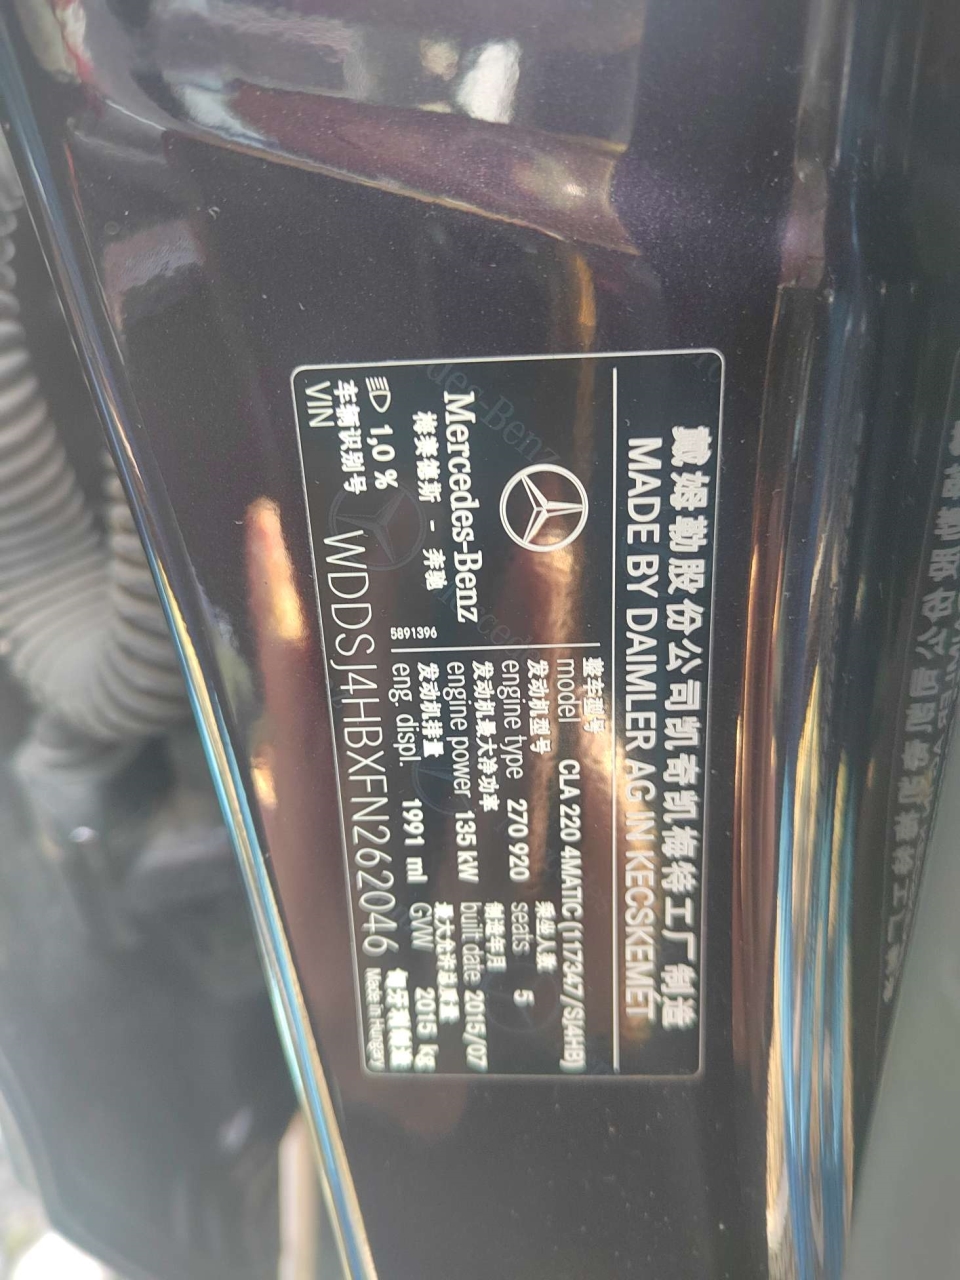 戴姆勒股份公司凯奇凯梅特工厂制造
MADE BY DAIMLER AG IN KECSKEMET
Mercedes-Benz
梅赛德斯 - 奔驰
5891396
整车型号
model CLA 220 4MATIC (117347/SJ4HB)
发动机型号 乘坐人数
engine type 270 920 seats 5
发动机最大净功率 制造年月
engine power 135 kW built date 2015/07
发动机排量 最大允许总质量
eng. displ. 1991 ml GVW 2015 kg
1,0 %
车辆识别号
VIN WDDSJ4HBXFN262046
匈牙利制造
Made in Hungary